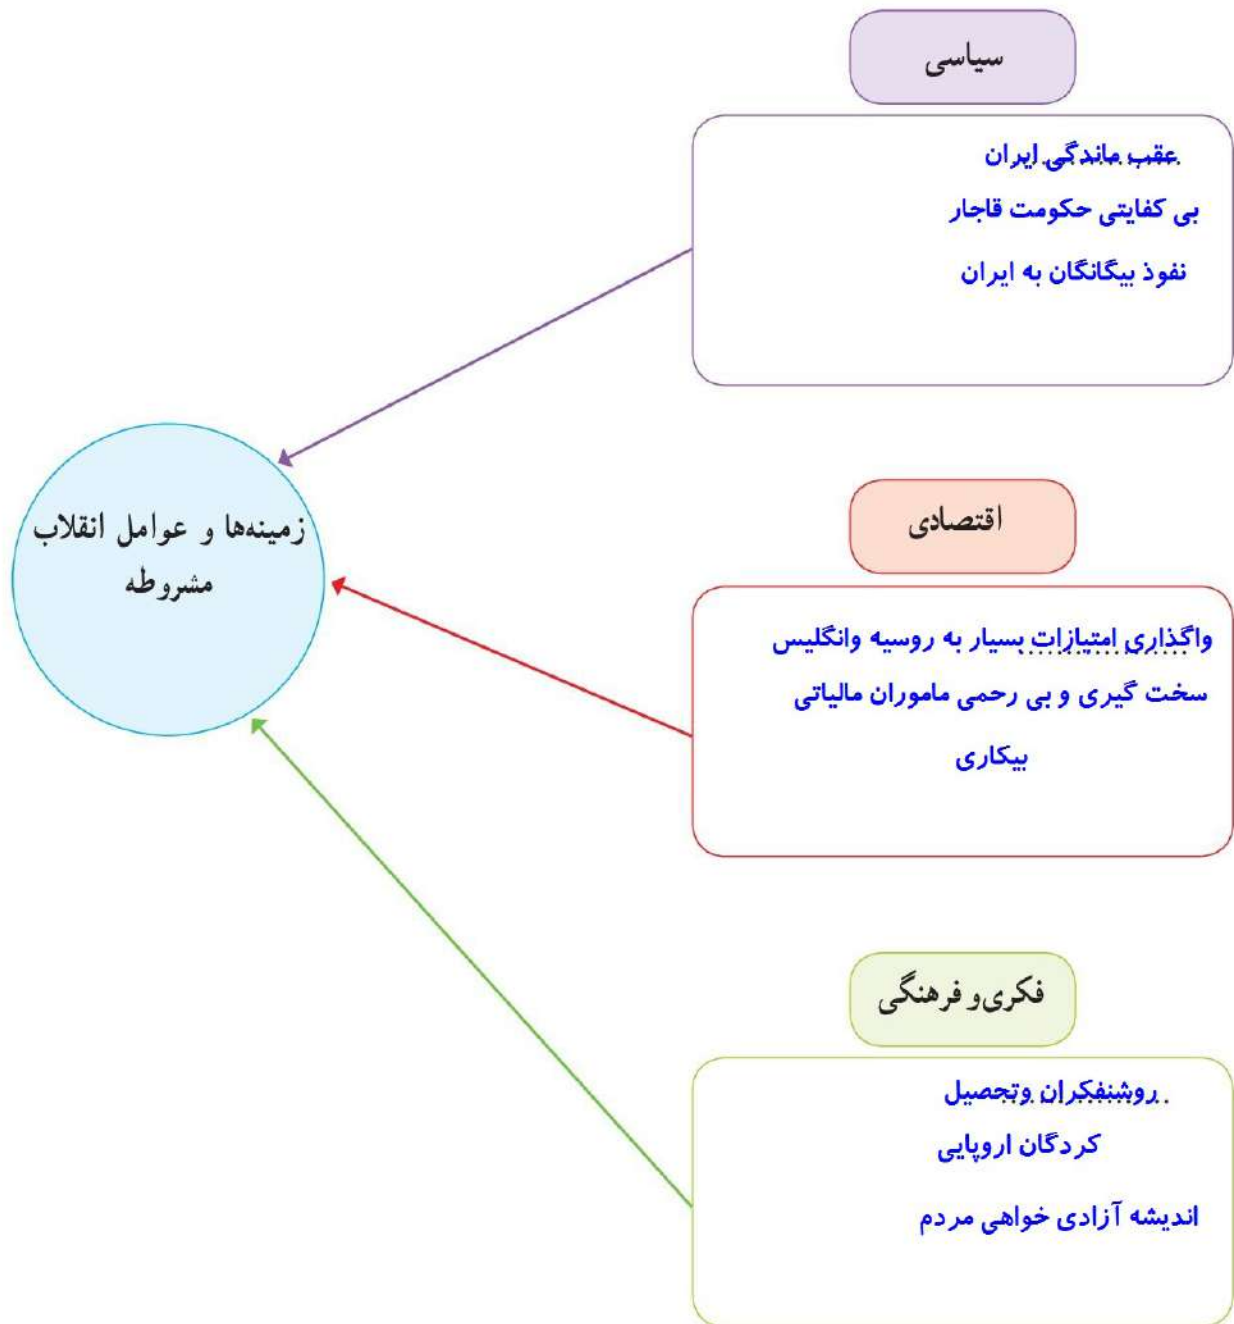 سیاسی
عقب ماندگی ایران
بی کفایتی حکومت قاجار
نفوذ بیگانگان به ایران
زمینه‌ها و عوامل انقلاب
مشروطه
اقتصادی
واگذاری امتیازات بسیار به روسیه وانگلیس
سخت گیری و بی رحمی ماموران مالیاتی
بیکاری
فکری و فرهنگی
روشنفکران وتحصیل
کردگان اروپایی
اندیشه آزادی خواهی مردم